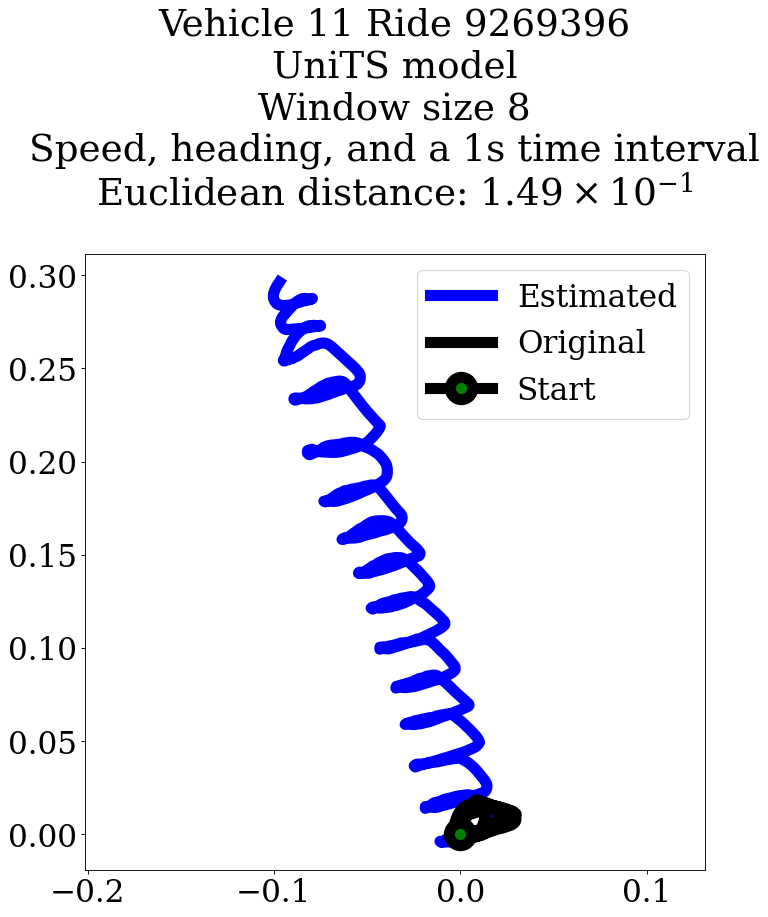 Vehicle 11 Ride 9269396
UniTS model
Window size 8
Speed, heading, and a 1s time interval
Euclidean distance: 1.49 × 10⁻¹
Estimated
Original
Start
0.30
0.25
0.20
0.15
0.10
0.05
0.00
−0.2
−0.1
0.0
0.1